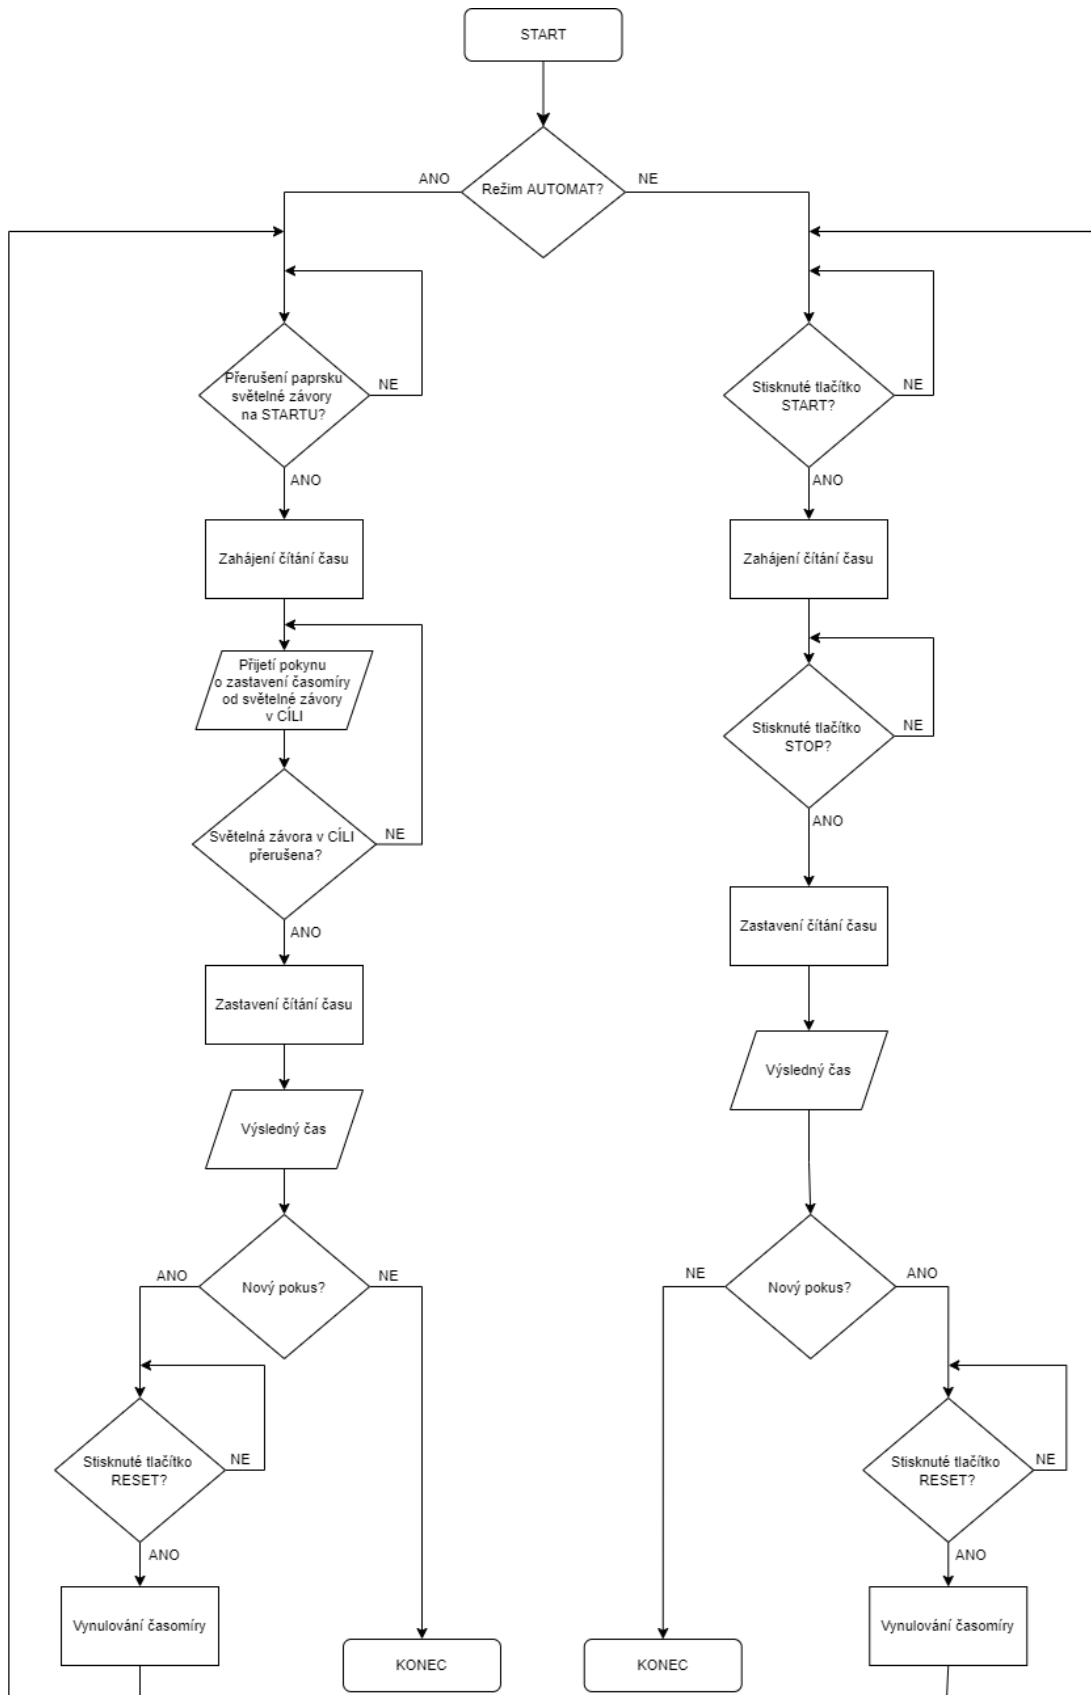 START
Režim AUTOMAT?
ANO
NE
Přerušení paprsku
světelné závory
na STARTU?
NE
Stisknuté tlačítko
START?
NE
ANO
ANO
Zahájení čítání času
Zahájení čítání času
Přijetí pokynu
o zastavení časomíry
od světelné závory
v CÍLI
Stisknuté tlačítko
STOP?
NE
Světelná závora v CÍLI
přerušena?
NE
ANO
ANO
Zastavení čítání času
Zastavení čítání času
Výsledný čas
Výsledný čas
ANO
Nový pokus?
NE
NE
Nový pokus?
ANO
Stisknuté tlačítko
RESET?
NE
Stisknuté tlačítko
RESET?
NE
ANO
ANO
Vynulování časomíry
Vynulování časomíry
KONEC
KONEC